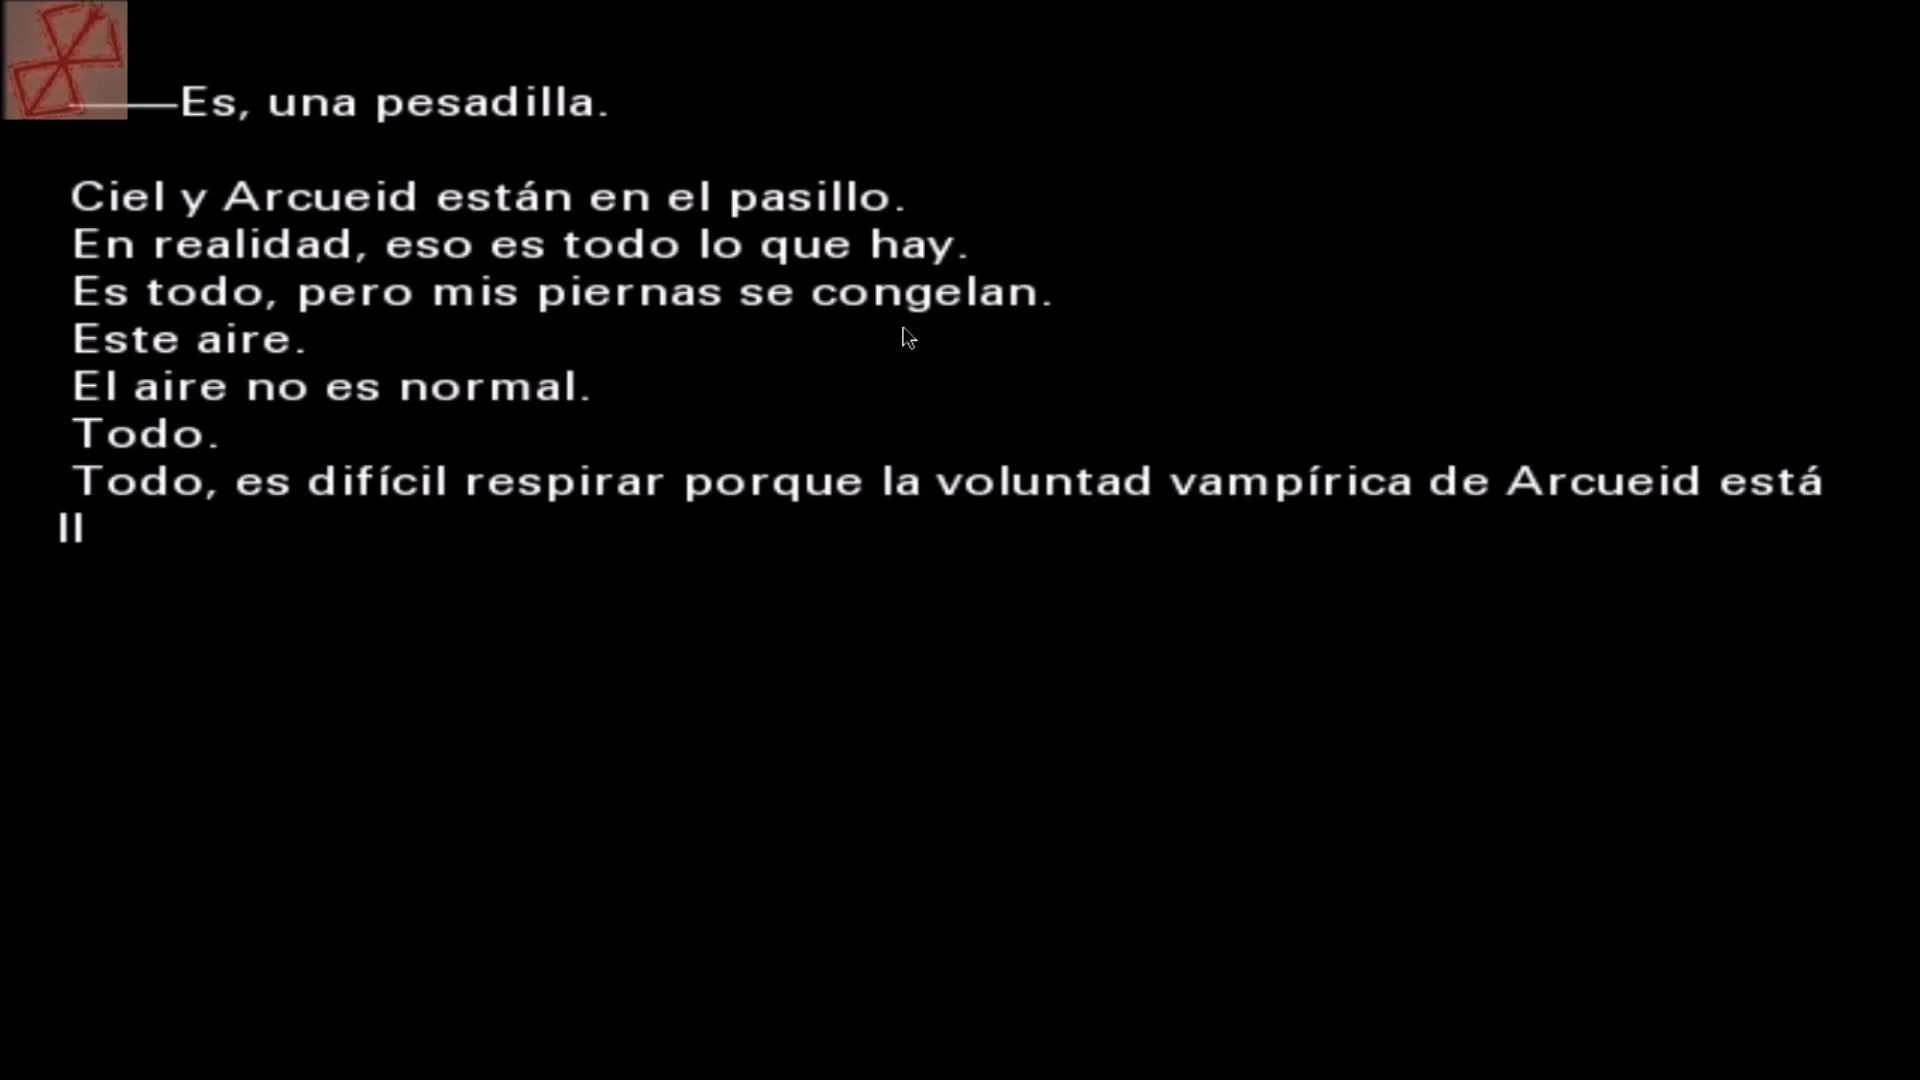 ———Es, una pesadilla.
Ciel y Arcueid están en el pasillo.
En realidad, eso es todo lo que hay.
Es todo, pero mis piernas se congelan.
Este aire.
El aire no es normal.
Todo.
Todo, es difícil respirar porque la voluntad vampírica de Arcueid está
ll